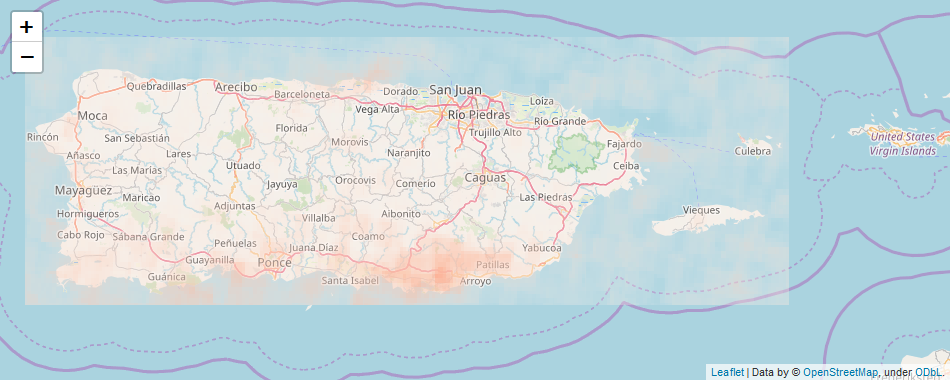 +
−
Quebradillas
Arecibo
Barceloneta
Dorado
San Juan
Loíza
Moca
Vega Alta
Río Piedras
Río Grande
Rincón
San Sebastián
Florida
Morovis
Trujillo Alto
Fajardo
United States
Virgin Islands
Añasco
Lares
Naranjito
Culebra
Las Marías
Utuado
Ceiba
Mayagüez
Jayuya
Orocovis
Comerío
Caguas
Maricao
Las Piedras
Hormigueros
Adjuntas
Villalba
Aibonito
Vieques
Cabo Rojo
Sábana Grande
Peñuelas
Juana Díaz
Coamo
Yabucoa
Guayanilla
Ponce
Patillas
Guánica
Santa Isabel
Arroyo
Leaflet | Data by © OpenStreetMap, under ODbL.